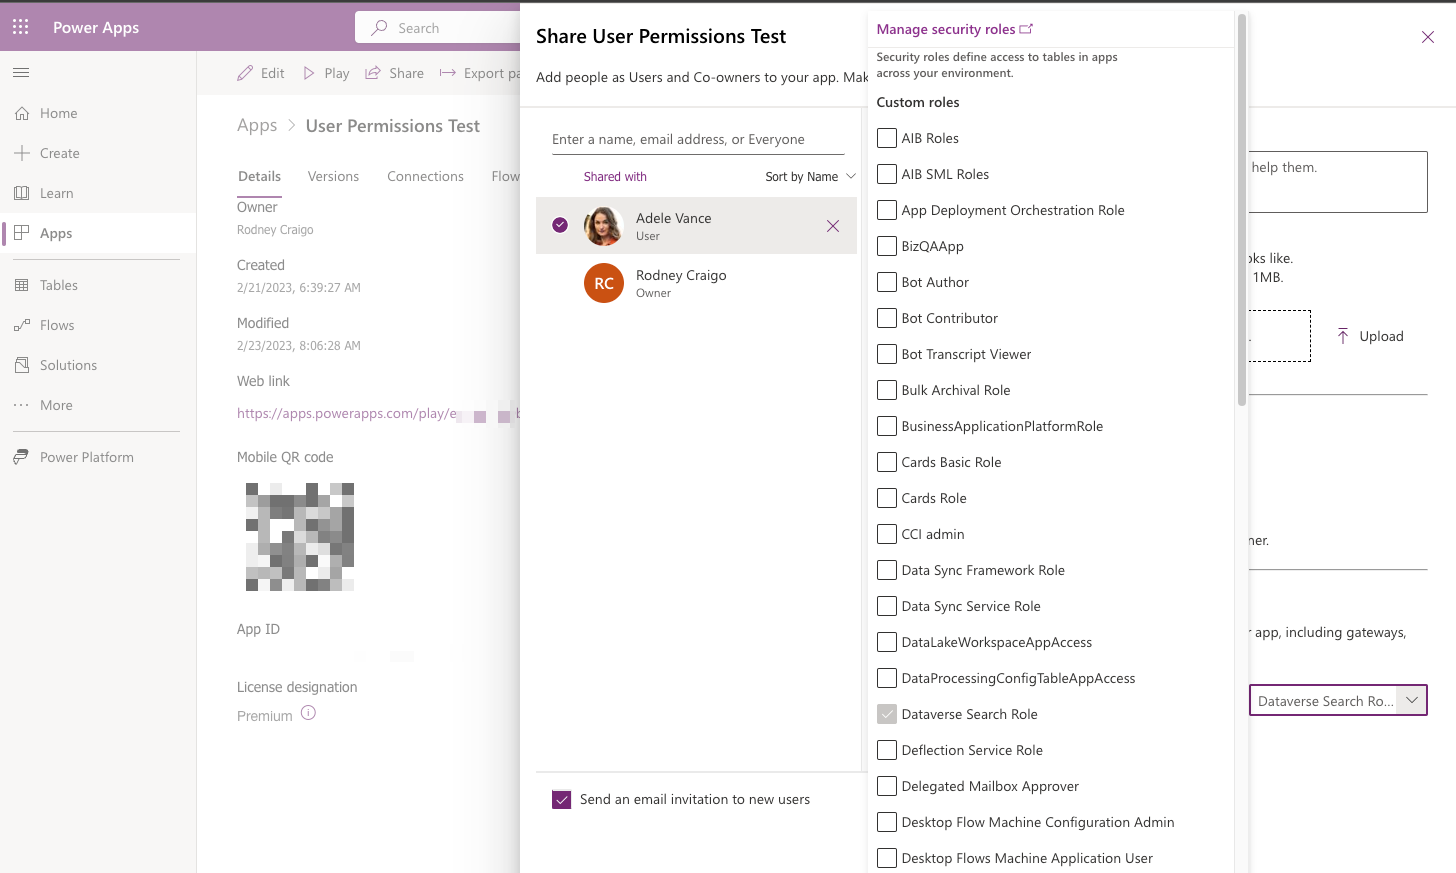 Power Apps
Search
Home
Create
Learn
Apps
Tables
Flows
Solutions
More
Power Platform
Edit
Play
Share
Export pa
Apps > User Permissions Test
Details
Versions
Connections
Flow
Owner
Rodney Craigo
Created
2/21/2023, 6:39:27 AM
Modified
2/23/2023, 8:06:28 AM
Web link
https://apps.powerapps.com/play/e
Mobile QR code
App ID
License designation
Premium
Share User Permissions Test
Add people as Users and Co-owners to your app. Mak
Enter a name, email address, or Everyone
Shared with
Sort by Name
Adele Vance
User
RC
Rodney Craigo
Owner
Send an email invitation to new users
Manage security roles
Security roles define access to tables in apps
across your environment.
Custom roles
AIB Roles
AIB SML Roles
App Deployment Orchestration Role
BizQAApp
Bot Author
Bot Contributor
Bot Transcript Viewer
Bulk Archival Role
BusinessApplicationPlatformRole
Cards Basic Role
Cards Role
CCI admin
Data Sync Framework Role
Data Sync Service Role
DataLakeWorkspaceAppAccess
DataProcessingConfigTableAppAccess
Dataverse Search Role
Deflection Service Role
Delegated Mailbox Approver
Desktop Flow Machine Configuration Admin
Desktop Flows Machine Application User
help them.
oks like.
1MB.
Upload
ner.
r app, including gateways,
Dataverse Search Ro...